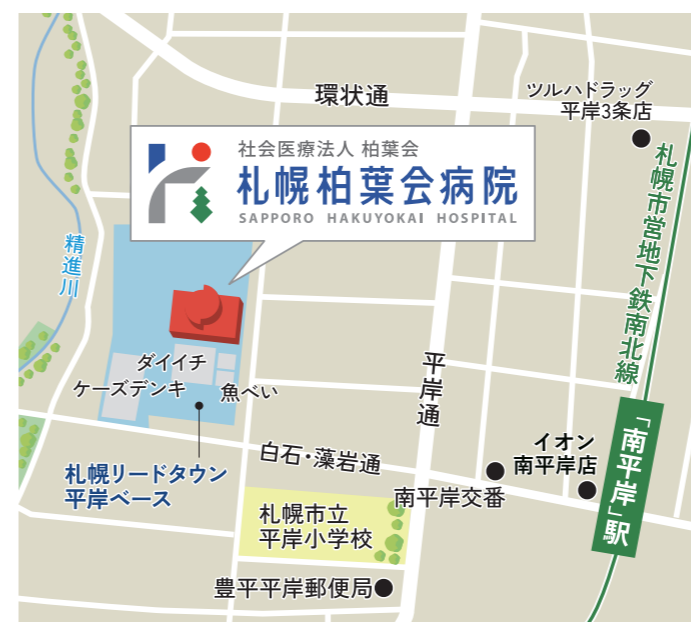 環状通
ツルハドラッグ
平岸3条店
社会医療法人 柏葉会
札幌柏葉会病院
SAPPORO HAKUYOKAI HOSPITAL
札幌市営地下鉄南北線
精進川
ダイイチ
ケーズデンキ
魚べい
平岸通
札幌リードタウン
平岸ベース
白石・藻岩通
イオン
南平岸店
「南平岸」駅
南平岸交番
札幌市立
平岸小学校
豊平平岸郵便局